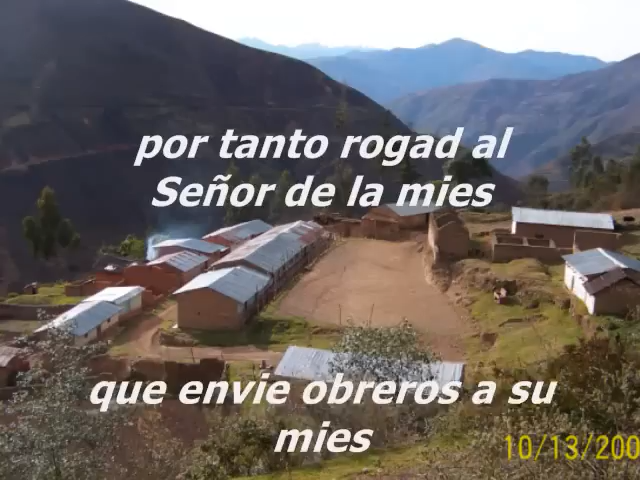 por tanto rogad al
Señor de la mies
que envie obreros a su
mies
10/13/200